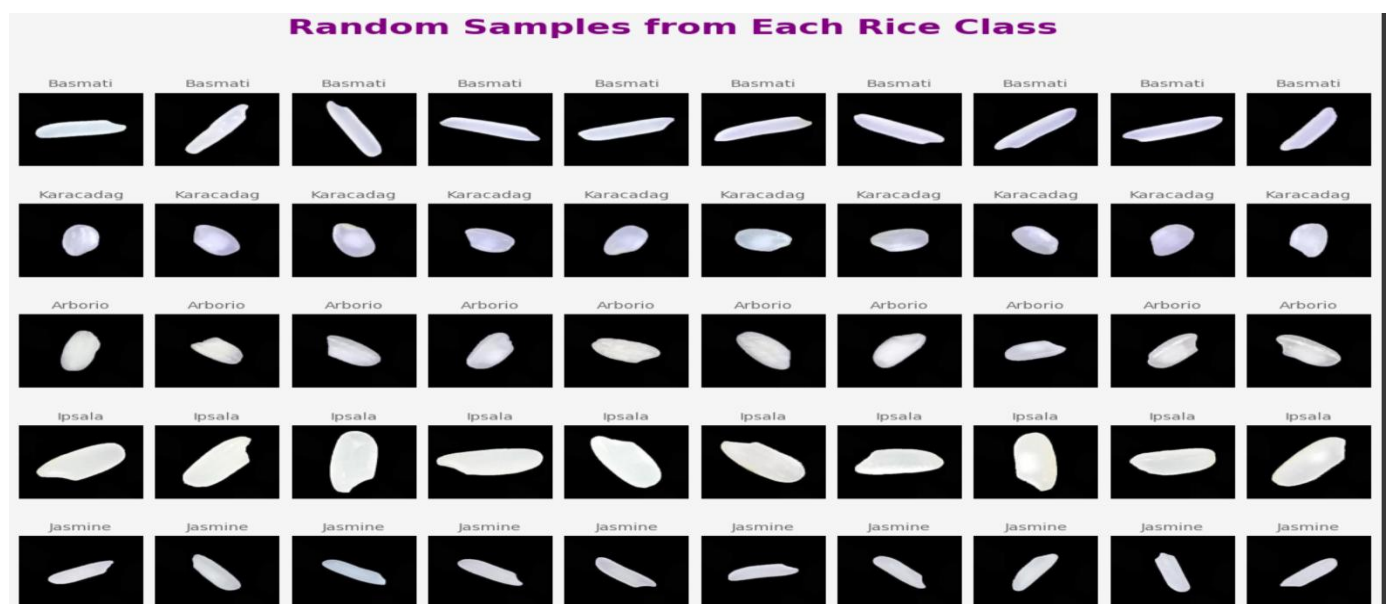 Random Samples from Each Rice Class
Basmati Basmati Basmati Basmati Basmati Basmati Basmati Basmati Basmati Basmati
Karacadag Karacadag Karacadag Karacadag Karacadag Karacadag Karacadag Karacadag Karacadag Karacadag
Arborio Arborio Arborio Arborio Arborio Arborio Arborio Arborio Arborio Arborio
Ipsala Ipsala Ipsala Ipsala Ipsala Ipsala Ipsala Ipsala Ipsala Ipsala
Jasmine Jasmine Jasmine Jasmine Jasmine Jasmine Jasmine Jasmine Jasmine Jasmine